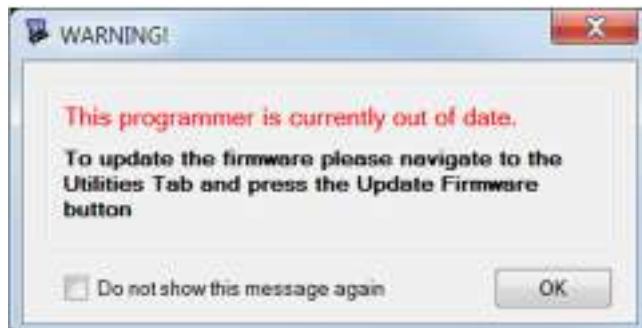 WARNING!
This programmer is currently out of date.
To update the firmware please navigate to the
Utilities Tab and press the Update Firmware
button
Do not show this message again
OK